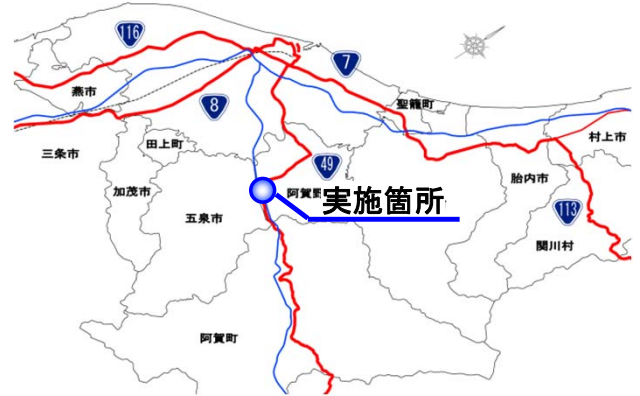 116
7
燕市
8
聖籠町
村上市
三条市
田上町
49
胎内市
加茂市
阿賀野
実施箇所
113
五泉市
関川村
阿賀町